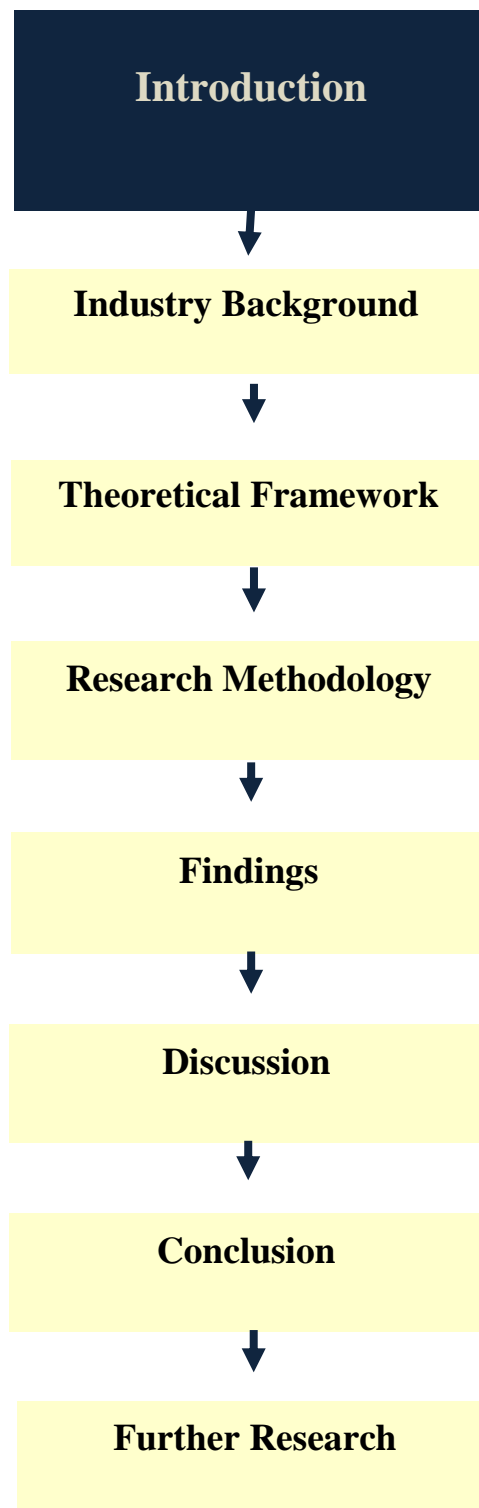 Introduction
Industry Background
Theoretical Framework
Research Methodology
Findings
Discussion
Conclusion
Further Research